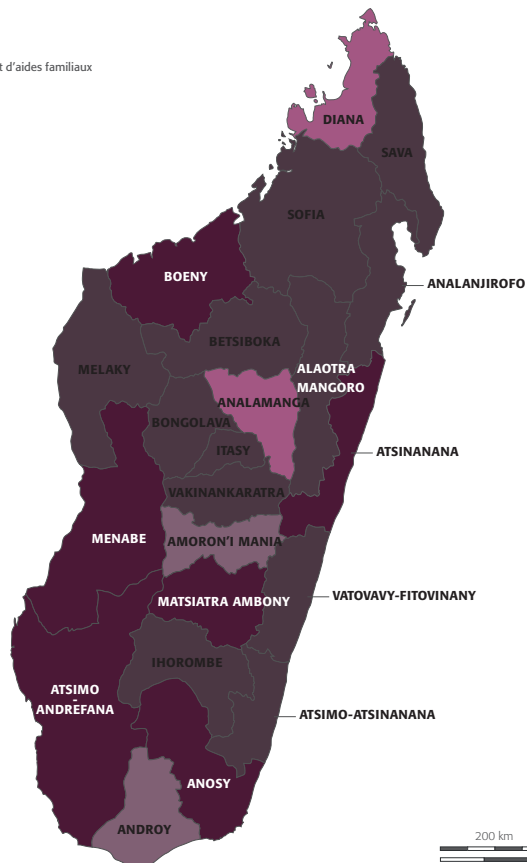 t d'aides familiaux
DIANA
SAVA
SOFIA
BOENY
ANALANJIROFO
BETSIBOKA
MELAKY
ALAOTRA
MANGORO
ANALAMANGA
BONGOLAVA
ITASY
ATSINANANA
VAKINANKARATRA
MENABE
AMORON'I MANIA
VATOVAVY-FITOVINANY
MATSIATRA AMBONY
IHOROMBE
ATSIMO
-
ANDREFANA
ATSIMO-ATSINANANA
ANOSY
ANDROY
200 km